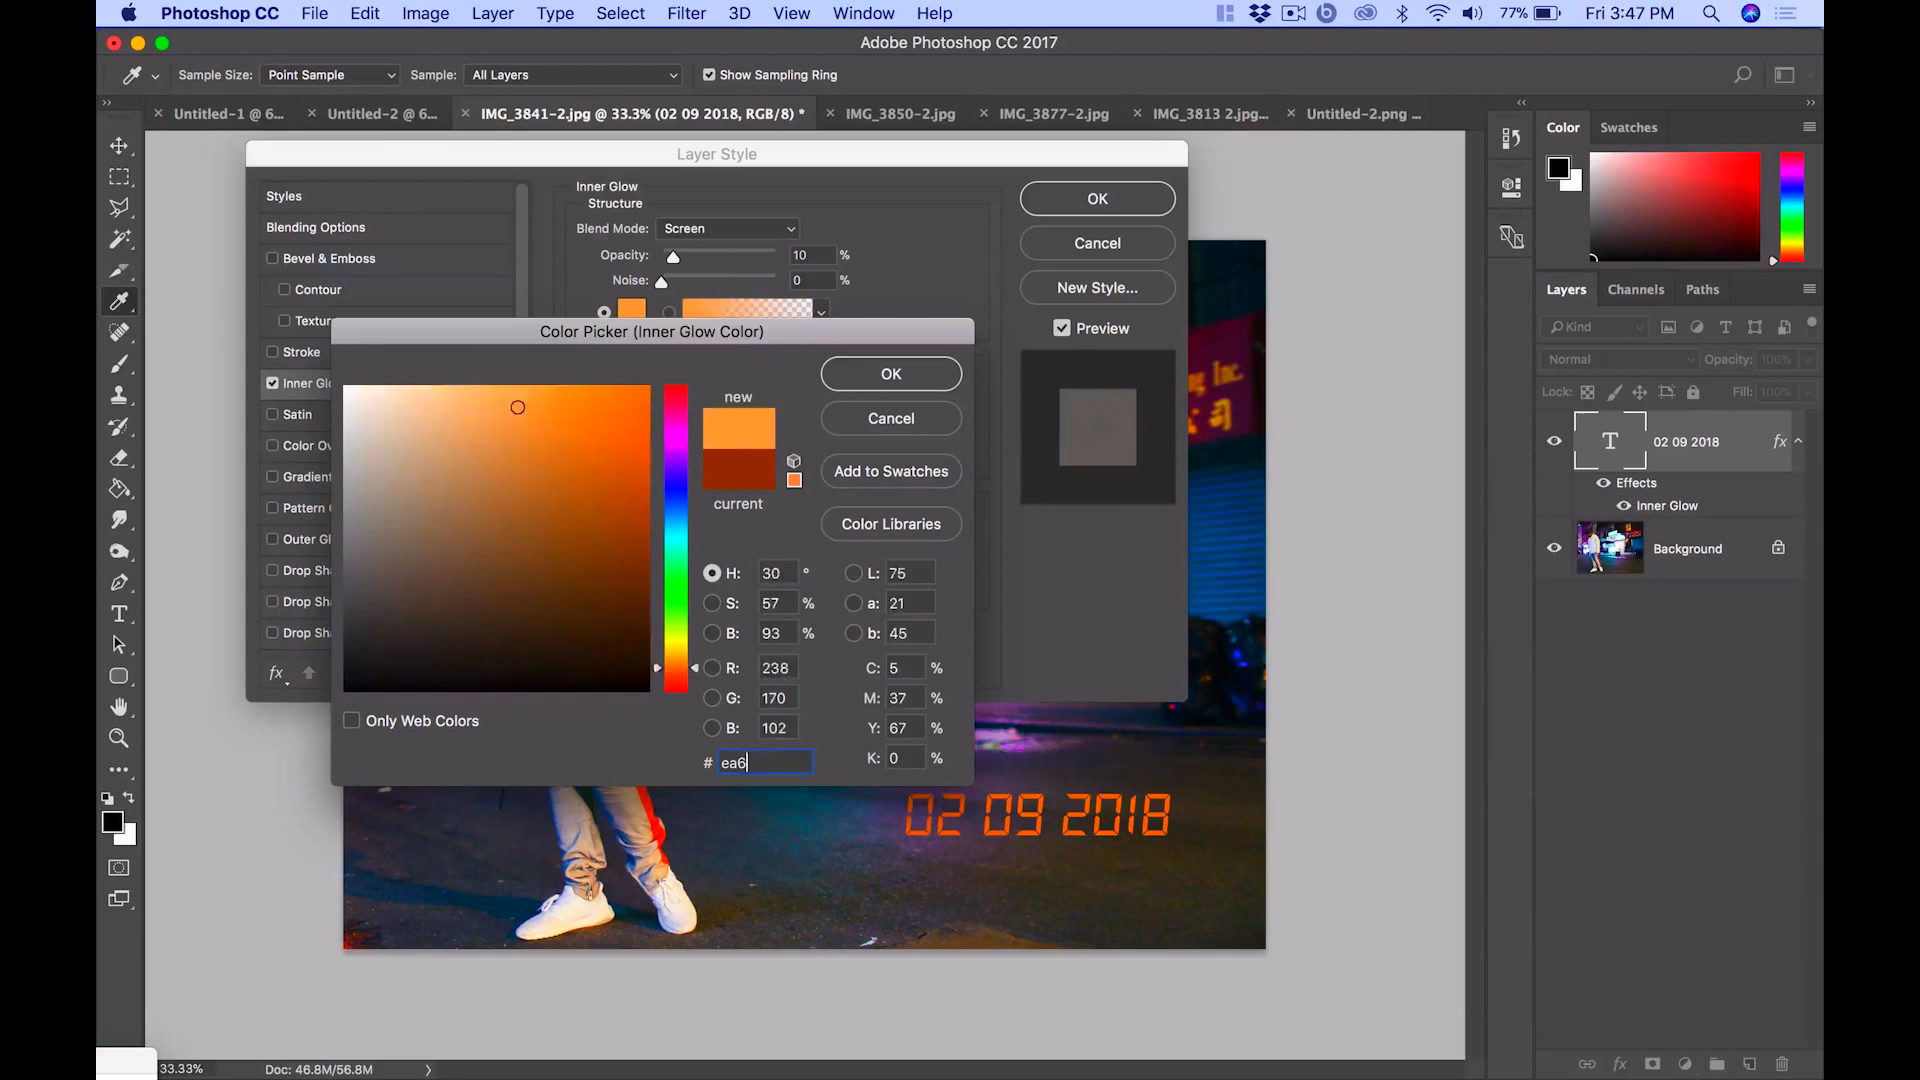 Photoshop CC File Edit Image Layer Type Select Filter 3D View Window Help 77% Fri 3:47 PM
Adobe Photoshop CC 2017
Sample Size: Point Sample Sample: All Layers Show Sampling Ring
Untitled-1 @ 6... Untitled-2 @ 6... IMG_3841-2.jpg @ 33.3% (02 09 2018, RGB/8) * IMG_3850-2.jpg IMG_3877-2.jpg IMG_3813 2.jpg... Untitled-2.png ...
Layer Style
Styles
Blending Options
Bevel & Emboss
Contour
Textur
Stroke
Inner Glo
Satin
Color Ov
Gradient
Pattern
Outer Gl
Drop Sha
Drop Sha
Drop Sha
fx
Inner Glow
Structure
Blend Mode: Screen
Opacity: 10 %
Noise: 0 %
OK
Cancel
New Style...
Preview
Color Picker (Inner Glow Color)
new
current
OK
Cancel
Add to Swatches
Color Libraries
H: 30 ° L: 75
S: 57 % a: 21
B: 93 % b: 45
R: 238 C: 5 %
G: 170 M: 37 %
B: 102 Y: 67 %
# ea6 K: 0 %
Only Web Colors
ng Inc.
司
02 09 2018
Color Swatches
Layers Channels Paths
Kind
Normal Opacity: 100%
Lock: Fill: 100%
T 02 09 2018 fx
Effects
Inner Glow
Background
fx
33.33% Doc: 46.8M/56.8M